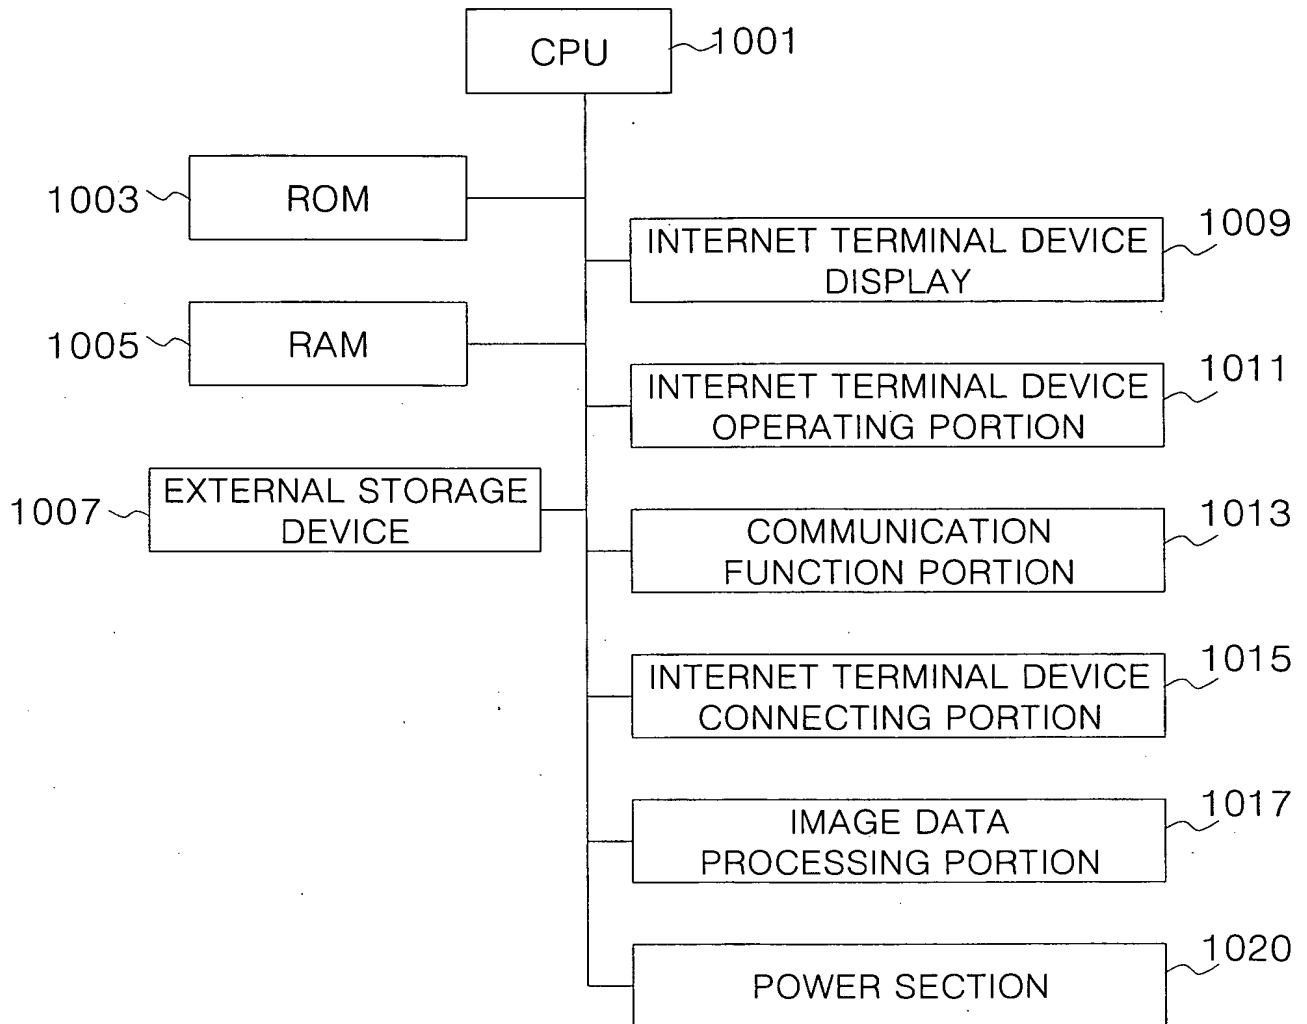 CPU
1001
1003
ROM
INTERNET TERMINAL DEVICE
DISPLAY
1009
1005
RAM
INTERNET TERMINAL DEVICE
OPERATING PORTION
1011
1007
EXTERNAL STORAGE
DEVICE
COMMUNICATION
FUNCTION PORTION
1013
INTERNET TERMINAL DEVICE
CONNECTING PORTION
1015
IMAGE DATA
PROCESSING PORTION
1017
POWER SECTION
1020